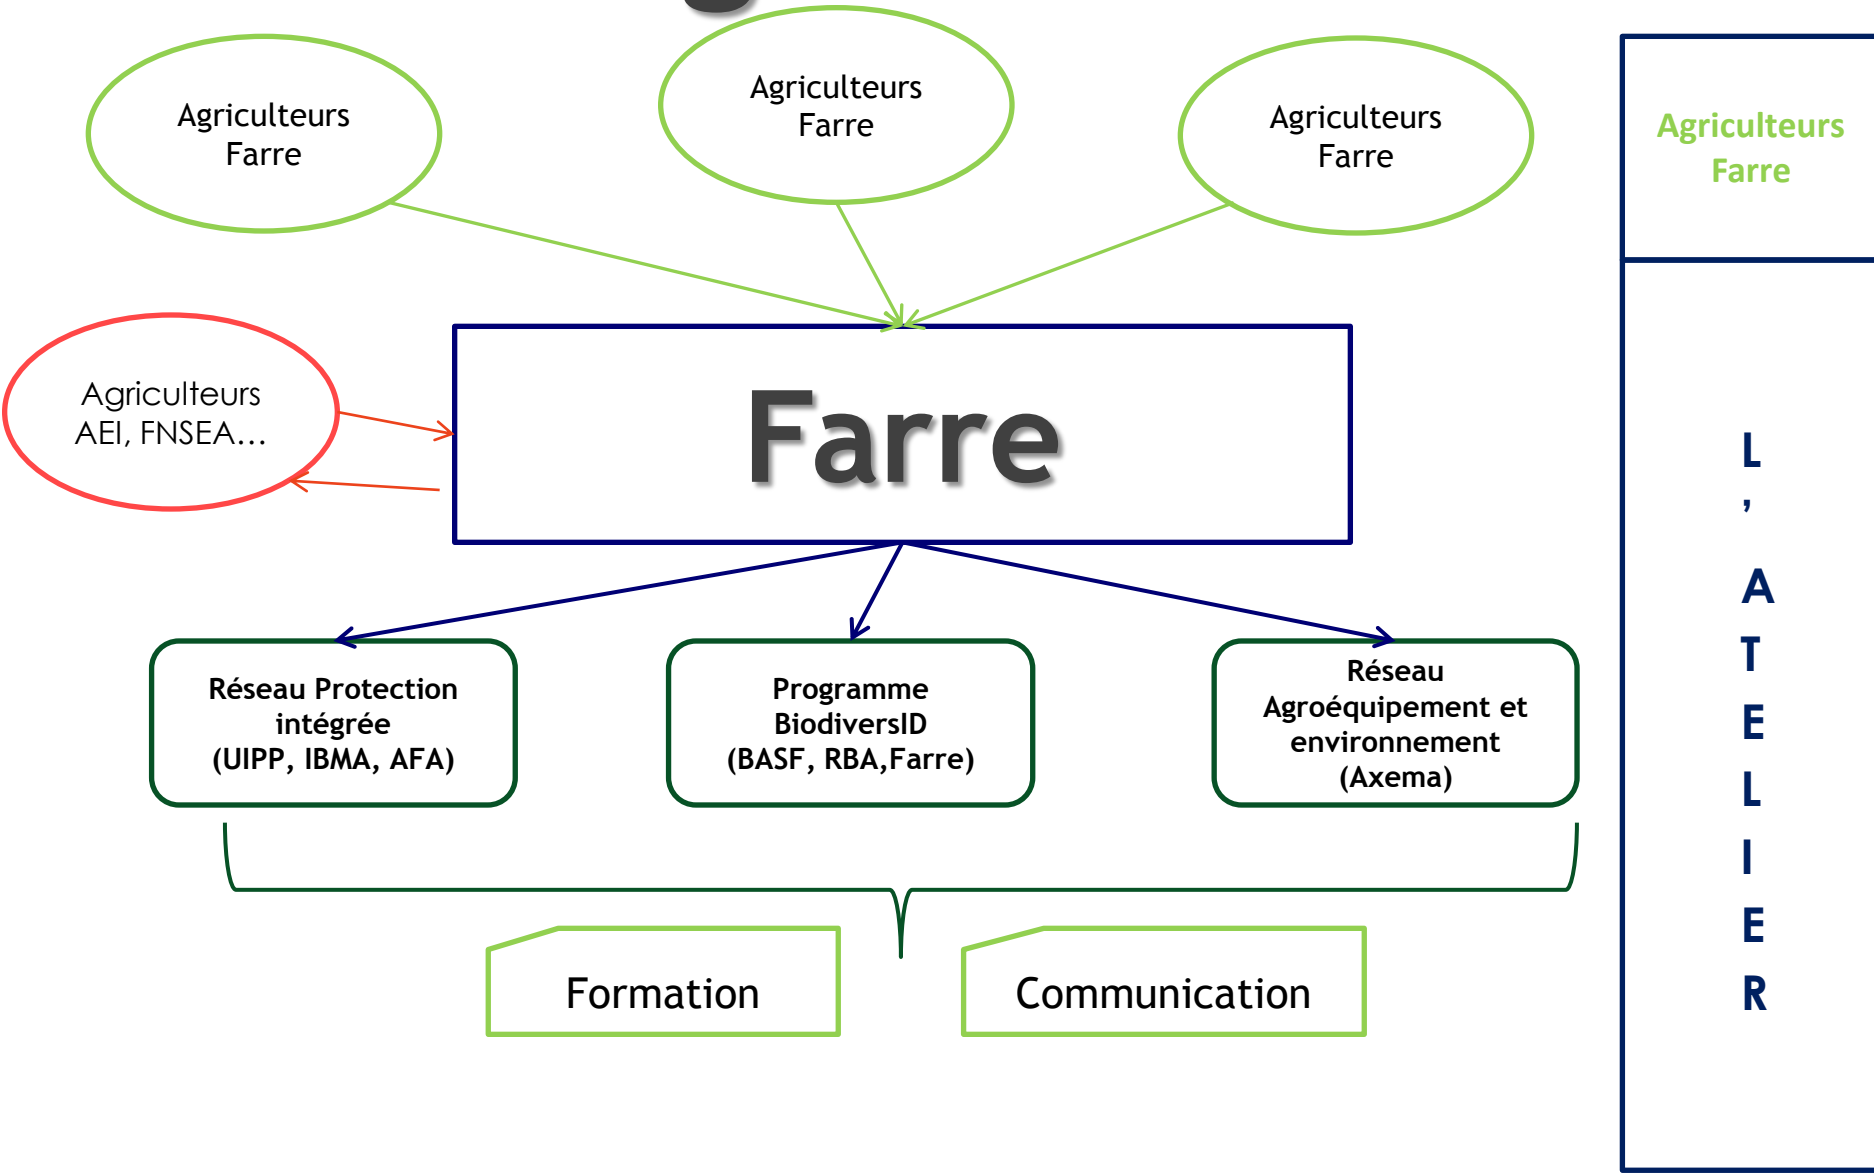 Agriculteurs
Farre
Agriculteurs
Farre
Agriculteurs
Farre
Agriculteurs
Farre
Agriculteurs
AEI, FNSEA…
Farre
Réseau Protection
intégrée
(UIPP, IBMA, AFA)
Programme
BiodiversID
(BASF, RBA,Farre)
Réseau
Agroéquipement et
environnement
(Axema)
Formation
Communication
L
’
A
T
E
L
I
E
R